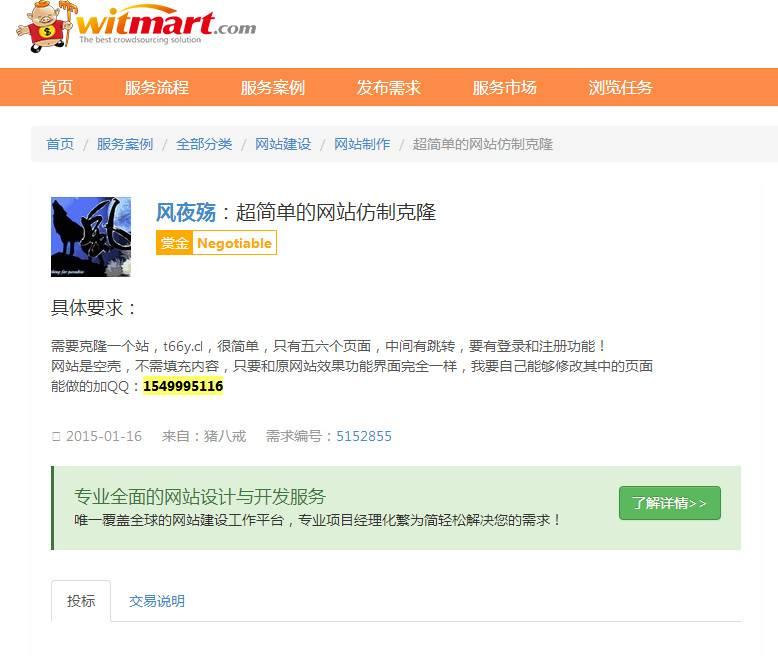 witmart.com
The best crowdsourcing solution
首页 服务流程 服务案例 发布需求 服务市场 浏览任务
首页 / 服务案例 / 全部分类 / 网站建设 / 网站制作 / 超简单的网站仿制克隆
风夜殇：超简单的网站仿制克隆
赏金 Negotiable
具体要求：
需要克隆一个站，t66y.cl，很简单，只有五六个页面，中间有跳转，要有登录和注册功能！
网站是空壳，不需填充内容，只要和原网站效果功能界面完全一样，我要自己能够修改其中的页面
能做的加QQ：1549995116
2015-01-16 来自：猪八戒 需求编号：5152855
专业全面的网站设计与开发服务
唯一覆盖全球的网站建设工作平台，专业项目经理化繁为简轻松解决您的需求！
了解详情>>
投标 交易说明